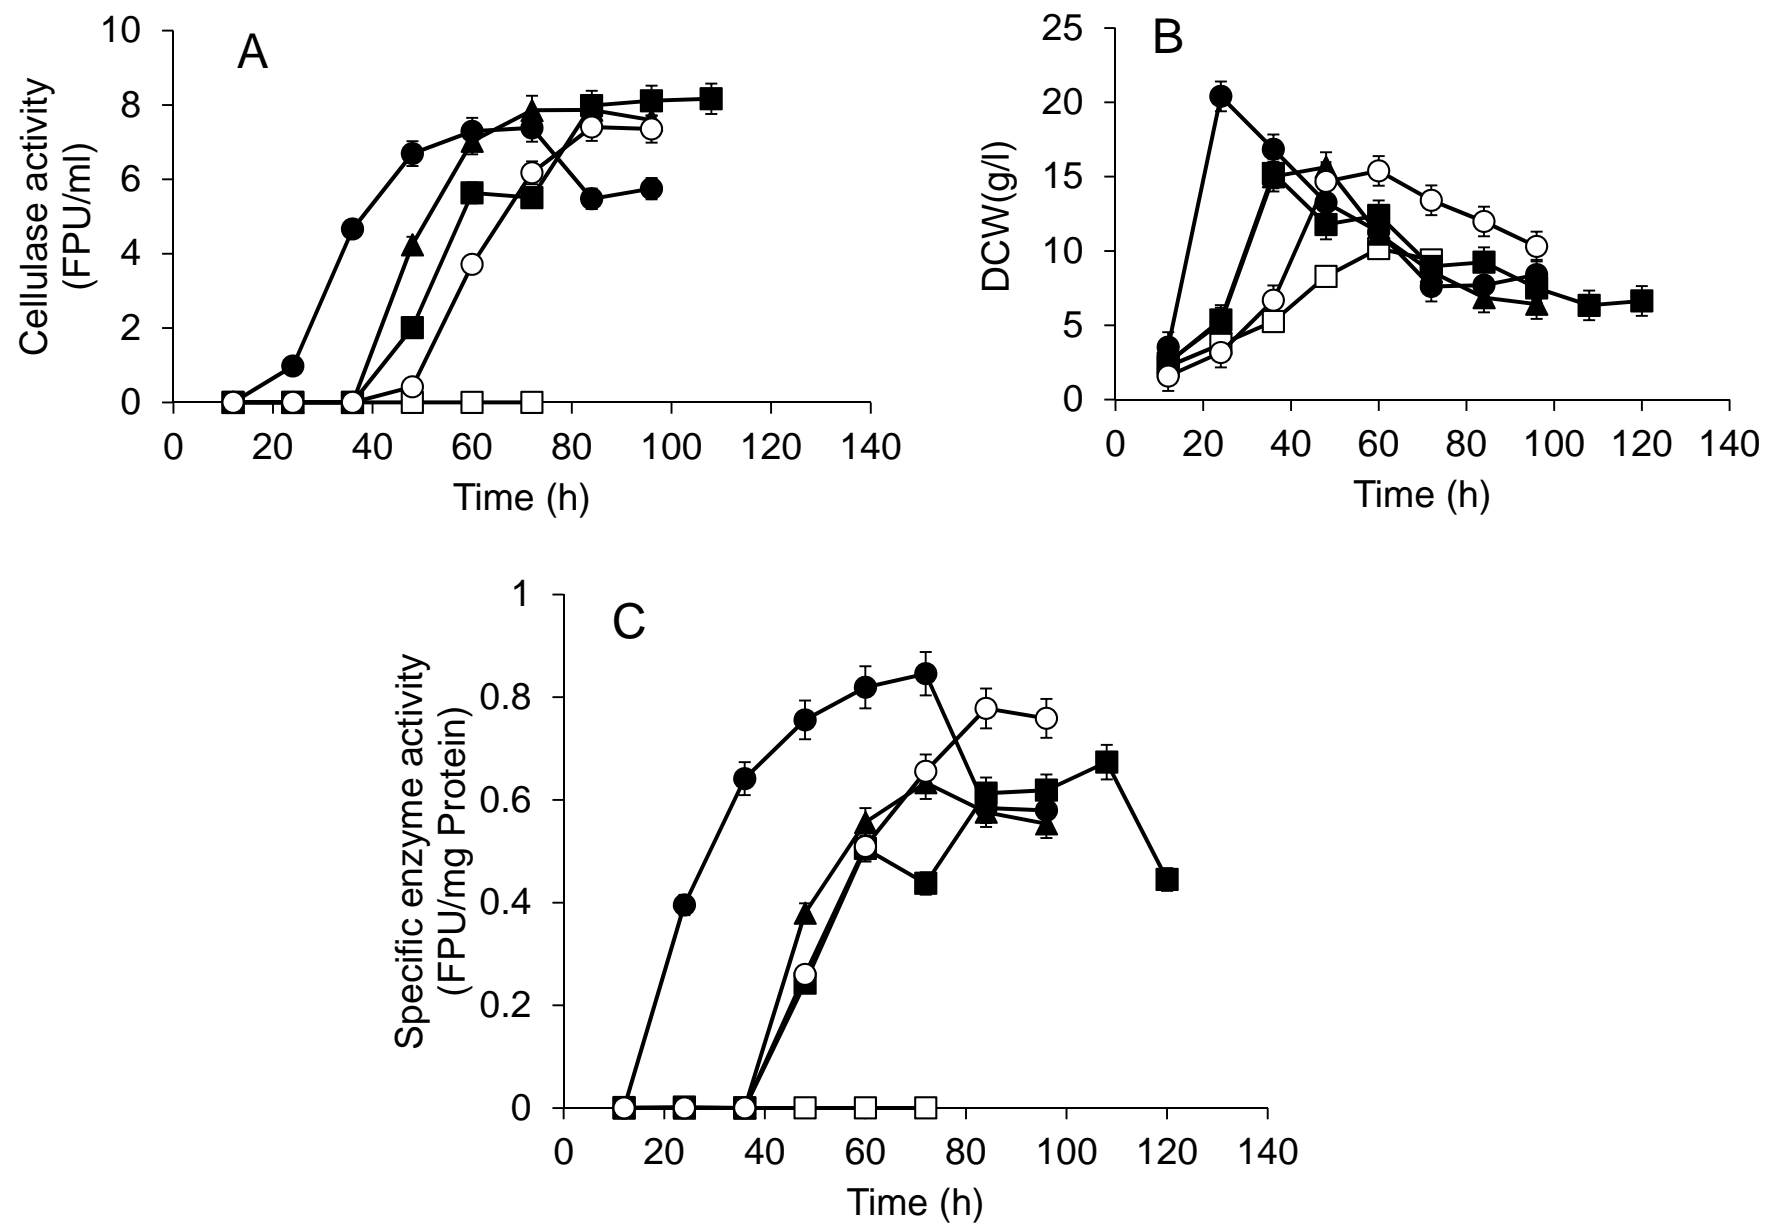 A
Cellulase activity
(FPU/ml)
10
8
6
4
2
0
0 20 40 60 80 100 120 140
Time (h)
B
DCW(g/l)
25
20
15
10
5
0
0 20 40 60 80 100 120 140
Time (h)
C
Specific enzyme activity
(FPU/mg Protein)
1
0.8
0.6
0.4
0.2
0
0 20 40 60 80 100 120 140
Time (h)